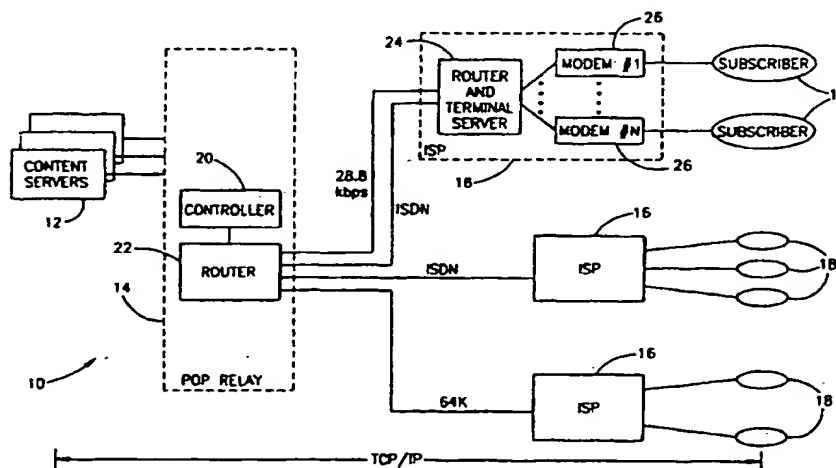 24
26
ROUTER
AND
TERMINAL
SERVER
MODEM #1
SUBSCRIBER
MODEM #N
SUBSCRIBER
ISP
16
26
CONTENT
SERVERS
12
20
CONTROLLER
22
ROUTER
14
POP RELAY
10
28.8
kbps
ISDN
ISDN
16
ISP
18
64K
16
ISP
18
TCP/IP